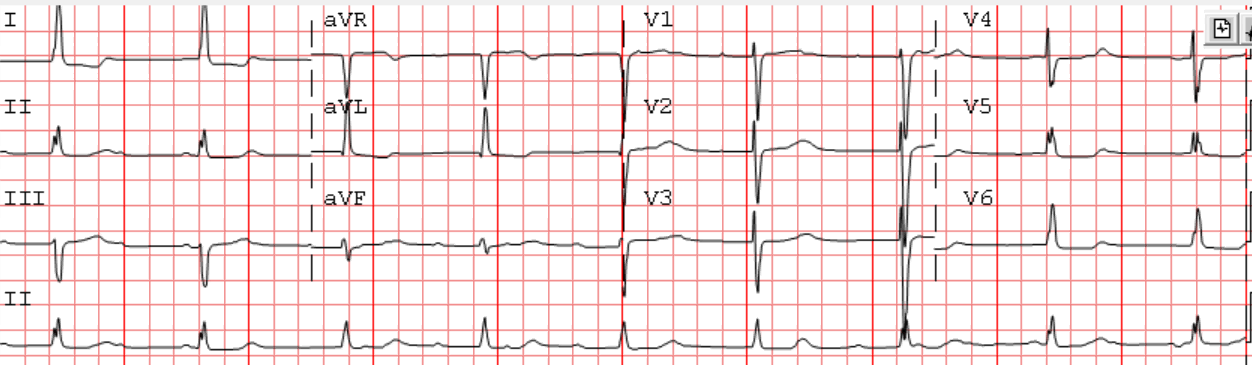 I aVR V1 V4
II aVL V2 V5
III aVF V3 V6
II